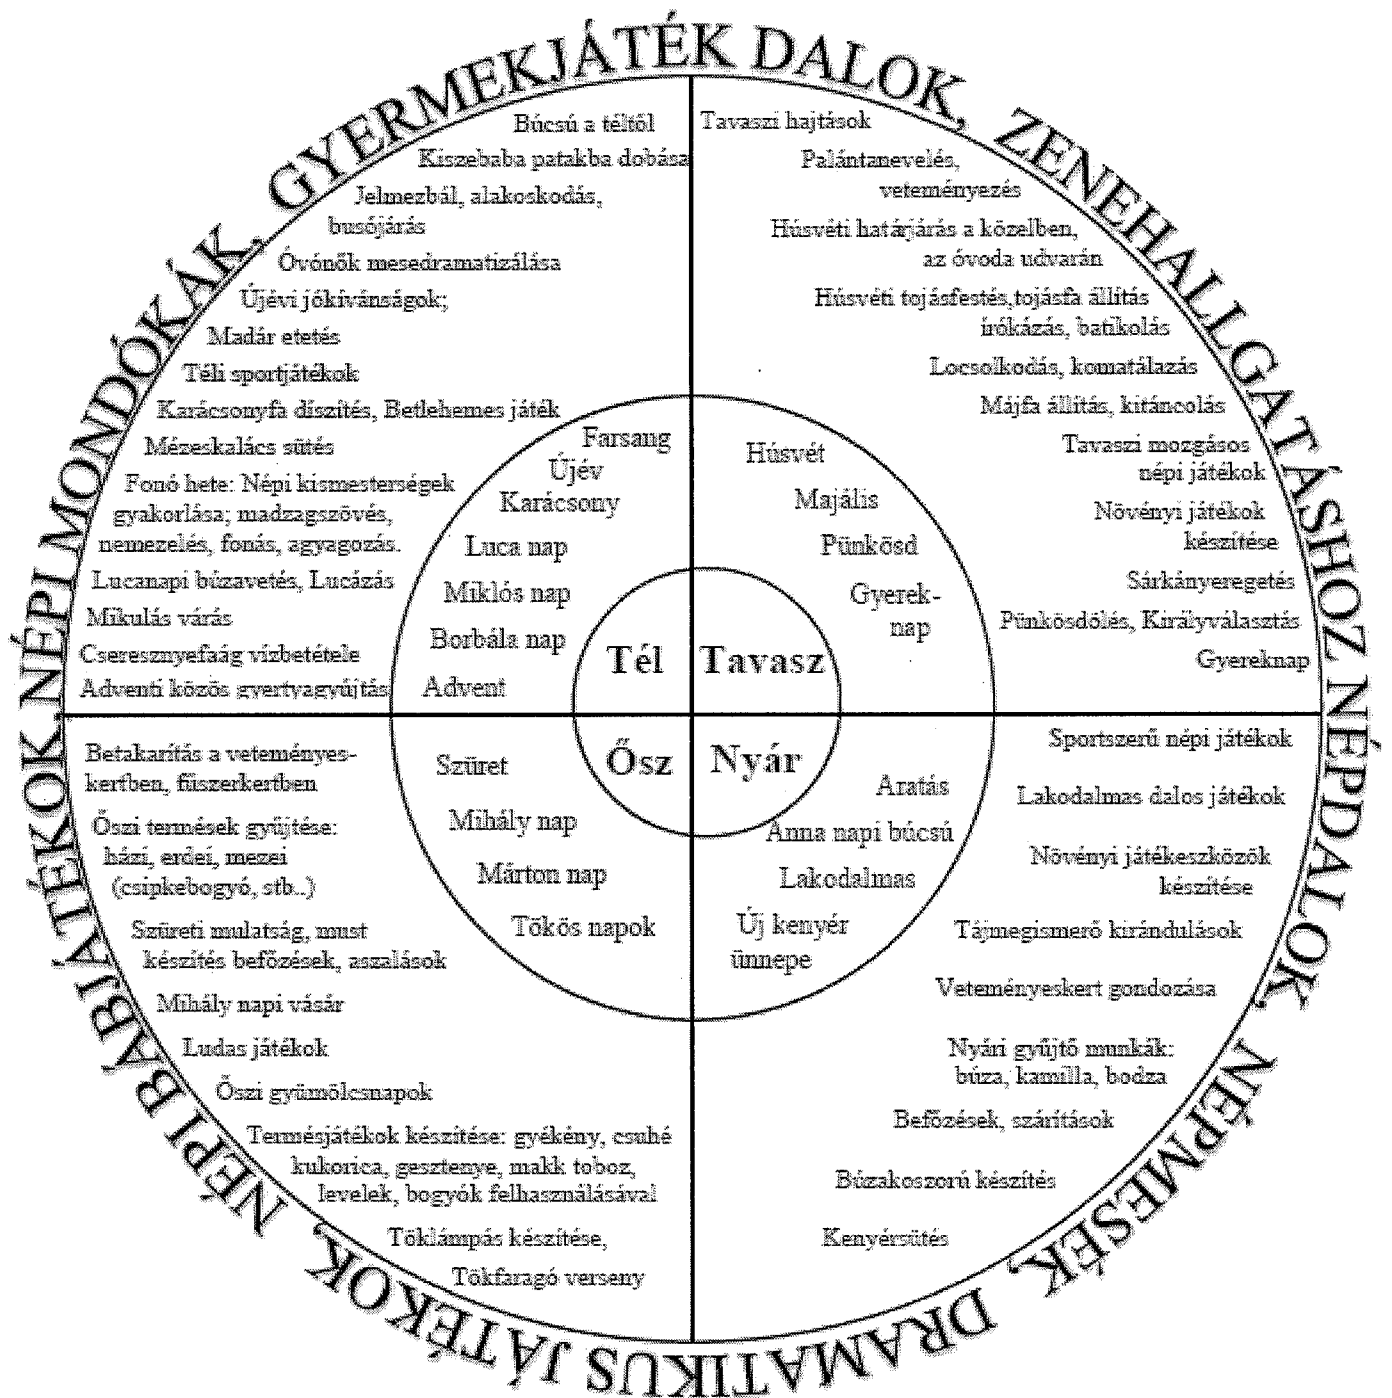 NÉPI MONDÓKÁK, GYERMEKJÁTÉK DALOK, ZENEHALLGATÁSHOZ NÉPDALOK, NÉPMESÉK, DRAMATIKUS JÁTÉKOK, NÉPI BÁBJÁTÉKOK,
Búcsú a téltől
Kiszebaba patakba dobása
Jelmezbál, alakoskodás,
busójárás
Óvónők mesedramatizálása
Újévi jókívánságok;
Madár etetés
Téli sportjátékok
Karácsonyfa díszítés, Betlehemes játék
Mézeskalács sütés
Fonó hete: Népi kismesterségek
gyakorlása; madzagszövés,
nemezelés, fonás, agyagozás.
Lucanapi búzavetés, Lucázás
Mikulás várás
Cseresznyefaág vízbetétele
Adventi közös gyertyagyújtás
Farsang
Újév
Karácsony
Luca nap
Miklós nap
Borbála nap
Advent
Tél
Tavaszi hajtások
Palántanevelés,
veteményezés
Húsvéti határjárás a közelben,
az óvoda udvarán
Húsvéti tojásfestés,tojásfa állítás
írókázás, batikolás
Locsolkodás, komatálazás
Májfa állítás, kitáncolás
Tavaszi mozgásos
népi játékok
Növényi játékok
készítése
Sárkányeregetés
Pünkösdölés, Királyválasztás
Gyereknap
Húsvét
Majális
Pünkösd
Gyerek-
nap
Tavasz
Ősz
Szüret
Mihály nap
Márton nap
Tökös napok
Betakarítás a veteményes-
kertben, fűszerkertben
Őszi termések gyűjtése:
házi, erdei, mezei
(csipkebogyó, stb..)
Szüreti mulatság, must
készítés befőzések, aszalások
Mihály napi vásár
Ludas játékok
Őszi gyümölcsnapok
Termésjátékok készítése: gyékény, csuhé
kukorica, gesztenye, makk toboz,
levelek, bogyók felhasználásával
Töklámpás készítése,
Tökfaragó verseny
Nyár
Aratás
Anna napi búcsú
Lakodalmas
Új kenyér
ünnepe
Sportszerű népi játékok
Lakodalmas dalos játékok
Növényi játékeszközök
készítése
Tájmegismerő kirándulások
Veteményeskert gondozása
Nyári gyűjtő munkák:
búza, kamilla, bodza
Befőzések, szárítások
Búzakoszorú készítés
Kenyérsütés